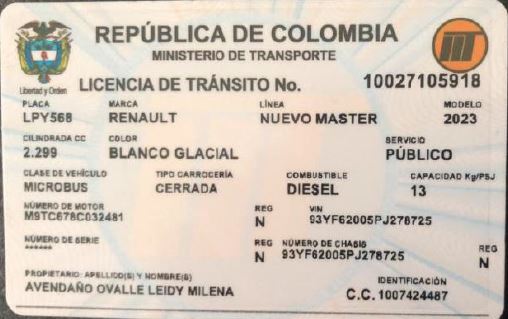 REPÚBLICA DE COLOMBIA
MINISTERIO DE TRANSPORTE
Libertad y Orden
LICENCIA DE TRÁNSITO No. 10027105918
PLACA MARCA LÍNEA MODELO
LPY568 RENAULT NUEVO MASTER 2023
CILINDRADA CC COLOR SERVICIO
2.299 BLANCO GLACIAL PÚBLICO
CLASE DE VEHÍCULO TIPO CARROCERÍA COMBUSTIBLE CAPACIDAD Kg/PSJ
MICROBUS CERRADA DIESEL 13
NÚMERO DE MOTOR REG VIN
M9TC678C032481 N 93YF62005PJ278725
NÚMERO DE SERIE REG NÚMERO DE CHASIS REG
****** N 93YF62005PJ278725 N
PROPIETARIO: APELLIDO(S) Y NOMBRE(S) IDENTIFICACIÓN
AVENDAÑO OVALLE LEIDY MILENA C.C. 1007424487